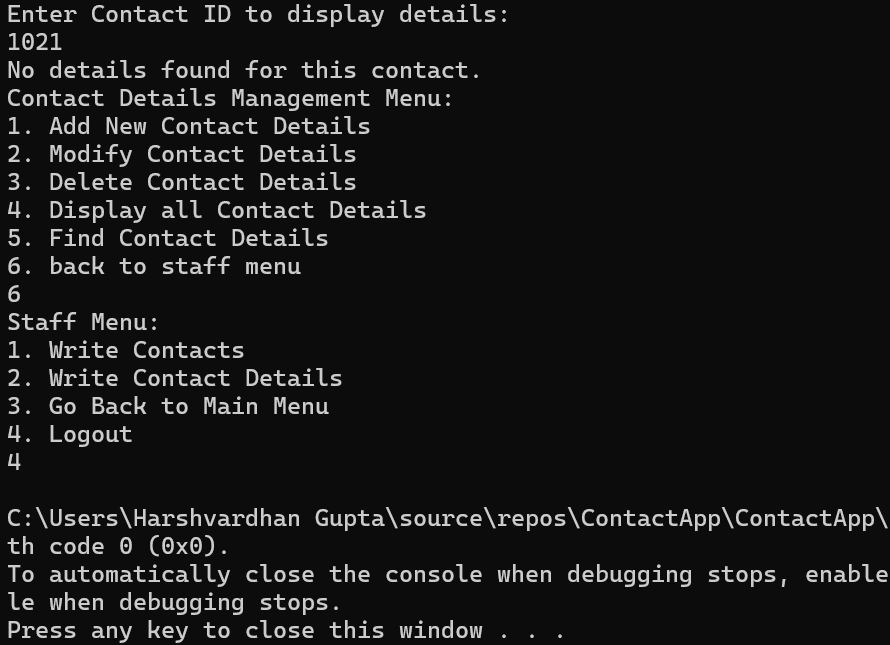 Enter Contact ID to display details:
1021
No details found for this contact.
Contact Details Management Menu:
1. Add New Contact Details
2. Modify Contact Details
3. Delete Contact Details
4. Display all Contact Details
5. Find Contact Details
6. back to staff menu
6
Staff Menu:
1. Write Contacts
2. Write Contact Details
3. Go Back to Main Menu
4. Logout
4
C:\Users\Harshvardhan Gupta\source\repos\ContactApp\ContactApp\
th code 0 (0x0).
To automatically close the console when debugging stops, enable
le when debugging stops.
Press any key to close this window . . .